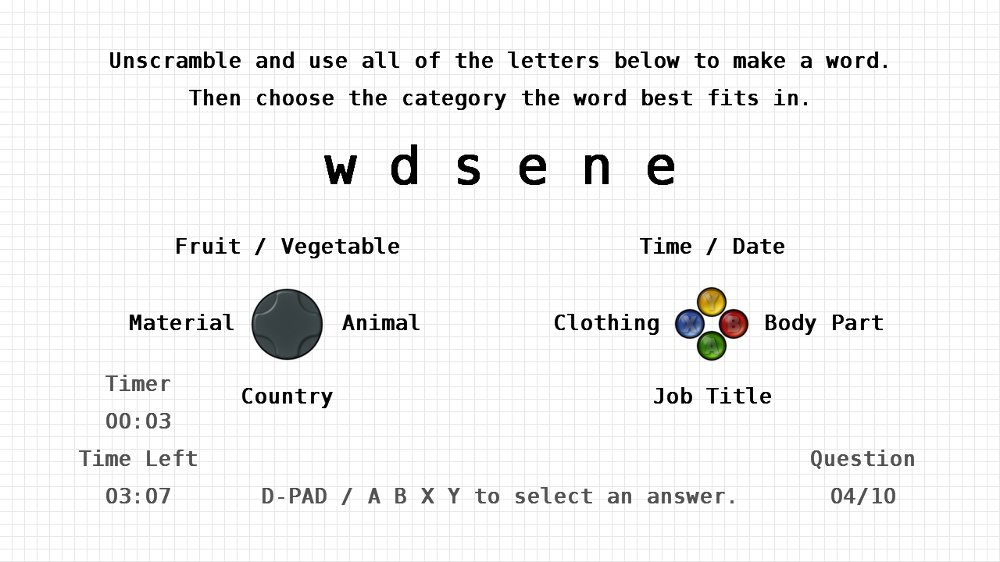 Unscramble and use all of the letters below to make a word.
Then choose the category the word best fits in.
w d s e n e
Fruit / Vegetable
Material
Animal
Country
Time / Date
Clothing
Y
X
B
A
Body Part
Job Title
Timer
00:03
Time Left
03:07
D-PAD / A B X Y to select an answer.
Question
04/10